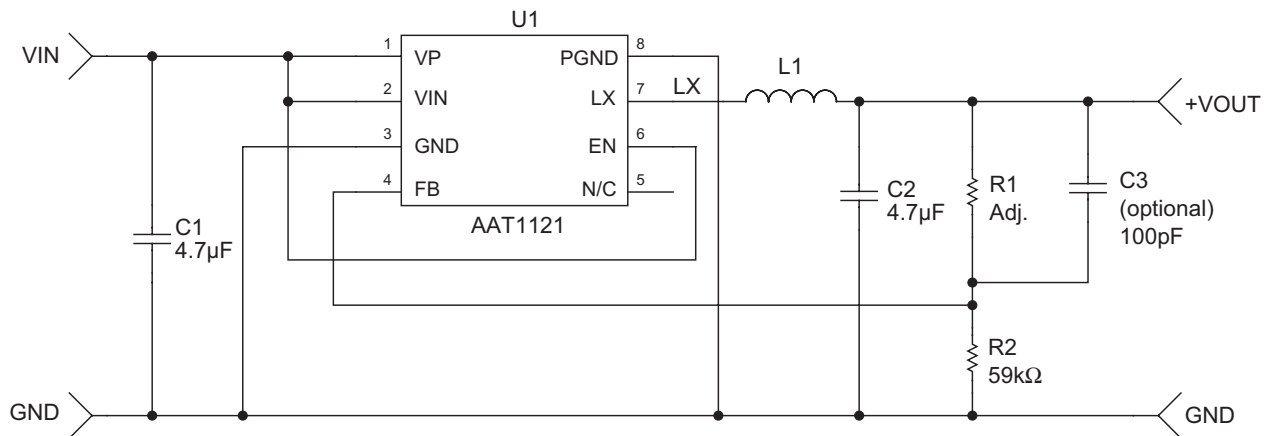 U1
VIN
1
VP
2
VIN
3
GND
4
FB
PGND
8
LX
7
EN
6
N/C
5
AAT1121
LX
L1
+VOUT
C1
4.7µF
C2
4.7µF
R1
Adj.
C3
(optional)
100pF
R2
59kΩ
GND
GND